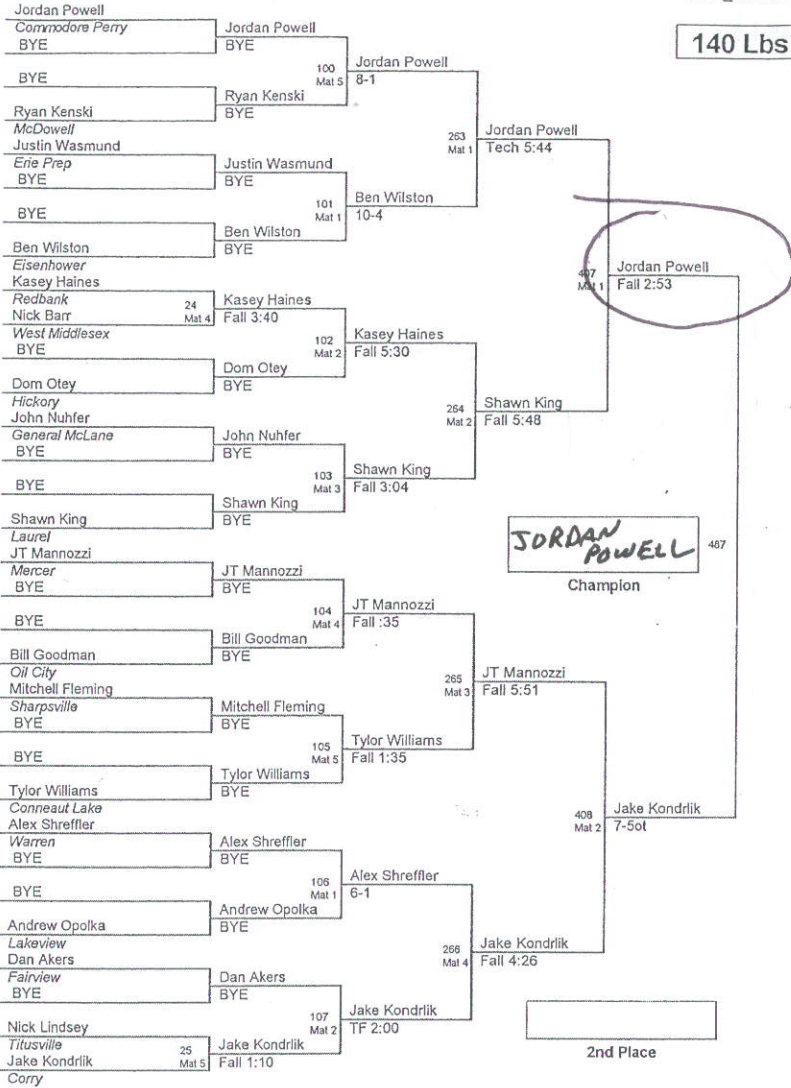 140 Lbs
Jordan Powell
Commodore Perry
BYE
BYE
Ryan Kenski
McDowell
Justin Wasmund
Erie Prep
BYE
BYE
Ben Wilston
Eisenhower
Kasey Haines
Redbank
Nick Barr
West Middlesex
BYE
Dom Otey
Hickory
John Nuhfer
General McLane
BYE
BYE
Shawn King
Laurel
JT Mannozzi
Mercer
BYE
BYE
Bill Goodman
Oil City
Mitchell Fleming
Sharpsville
BYE
BYE
Tylor Williams
Conneaut Lake
Alex Shreffler
Warren
BYE
BYE
Andrew Opolka
Lakeview
Dan Akers
Fairview
BYE
Nick Lindsey
Titusville
Jake Kondrlik
Corry
Jordan Powell
BYE
Ryan Kenski
BYE
Justin Wasmund
BYE
Ben Wilston
BYE
24
Mat 4
Kasey Haines
Fall 3:40
Dom Otey
BYE
John Nuhfer
BYE
Shawn King
BYE
JT Mannozzi
BYE
Bill Goodman
BYE
Mitchell Fleming
BYE
Tylor Williams
BYE
Alex Shreffler
BYE
Andrew Opolka
BYE
Dan Akers
BYE
25
Mat 5
Jake Kondrlik
Fall 1:10
100
Mat 5
Jordan Powell
8-1
101
Mat 1
Ben Wilston
10-4
102
Mat 2
Kasey Haines
Fall 5:30
103
Mat 3
Shawn King
Fall 3:04
104
Mat 4
JT Mannozzi
Fall :35
105
Mat 5
Tylor Williams
Fall 1:35
106
Mat 1
Alex Shreffler
6-1
107
Mat 2
Jake Kondrlik
TF 2:00
263
Mat 1
Jordan Powell
Tech 5:44
264
Mat 2
Shawn King
Fall 5:48
265
Mat 3
JT Mannozzi
Fall 5:51
266
Mat 4
Jake Kondrlik
Fall 4:26
407
Mat 1
Jordan Powell
Fall 2:53
408
Mat 2
Jake Kondrlik
7-5ot
JORDAN
POWELL
487
Champion
2nd Place